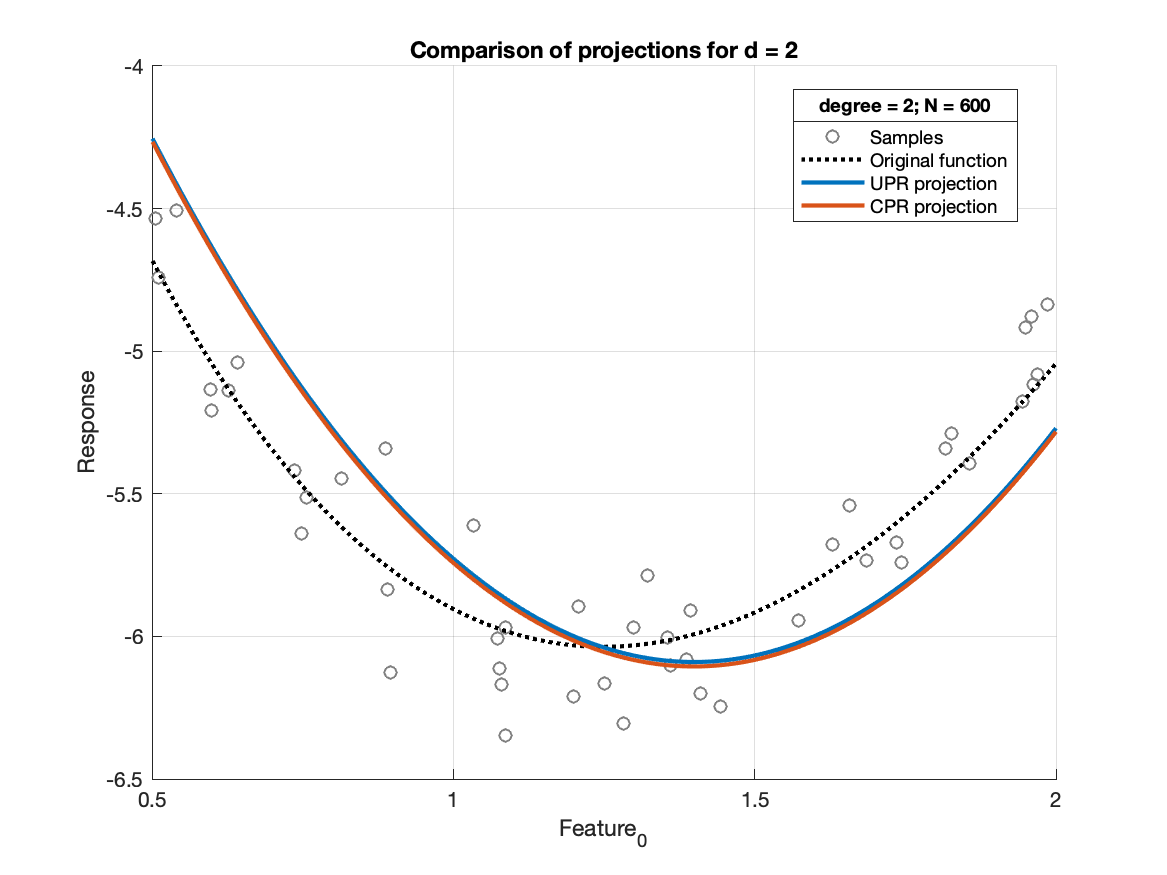 Comparison of projections for d = 2
degree = 2; N = 600
Samples
Original function
UPR projection
CPR projection
Response
-4
-4.5
-5
-5.5
-6
-6.5
0.5
1
1.5
2
Feature₀